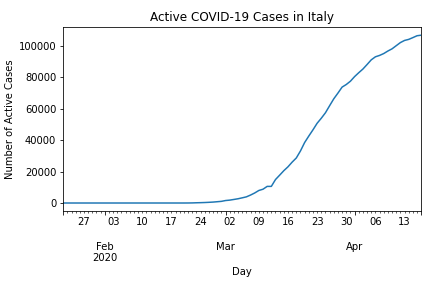 Active COVID-19 Cases in Italy
Number of Active Cases
100000
80000
60000
40000
20000
0
27 03 10 17 24 02 09 16 23 30 06 13
Feb Mar Apr
2020
Day